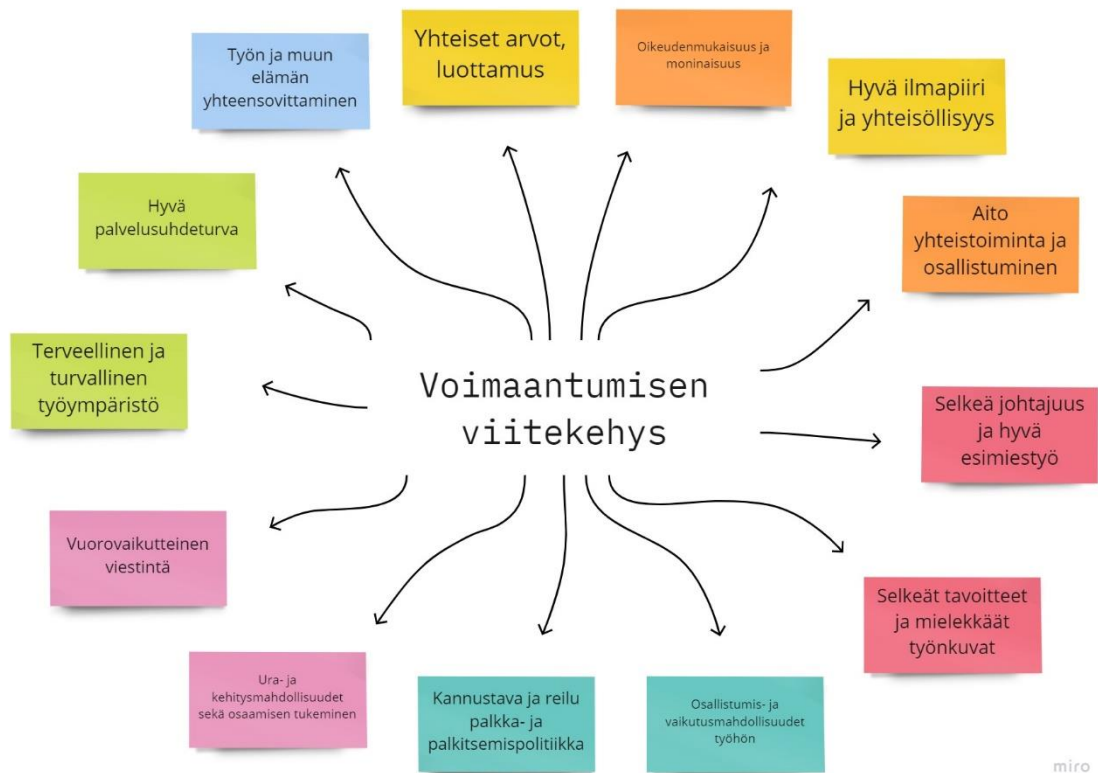 Työn ja muun
elämän
yhteensovittaminen
Yhteiset arvot,
luottamus
Oikeudenmukaisuus ja
moninaisuus
Hyvä ilmapiiri
ja yhteisöllisyys
Hyvä
palvelusuhdeturva
Aito
yhteistoiminta ja
osallistuminen
Terveellinen ja
turvallinen
työympäristö
Voimaantumisen
viitekehys
Selkeä johtajuus
ja hyvä
esimiestyö
Vuorovaikutteinen
viestintä
Selkeät tavoitteet
ja mielekkäät
työnkuvat
Ura- ja
kehitysmahdollisuudet
sekä osaamisen tukeminen
Kannustava ja reilu
palkka- ja
palkitsemispolitiikka
Osallistumis- ja
vaikutusmahdollisuudet
työhön
miro